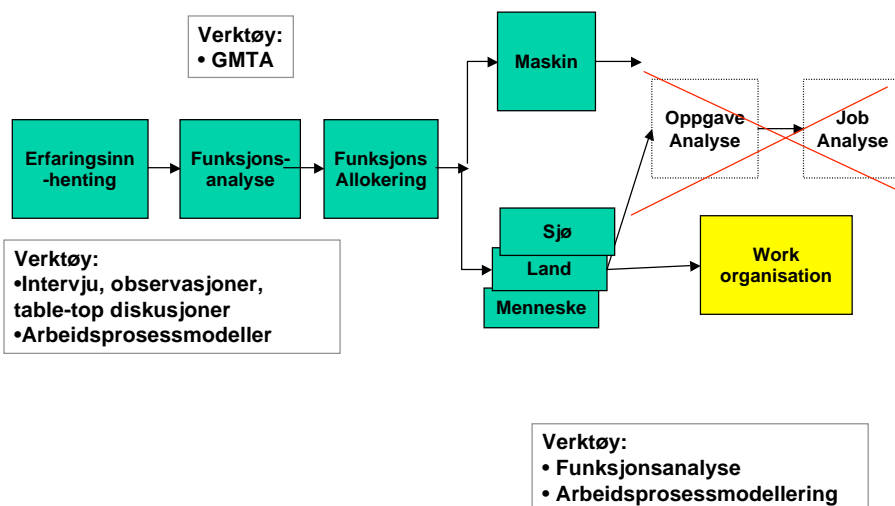 Verktøy:
• GMTA
Maskin
Oppgave
Analyse
Job
Analyse
Erfaringsinn
-henting
Funksjons-
analyse
Funksjons
Allokering
Sjø
Land
Menneske
Work
organisation
Verktøy:
•Intervju, observasjoner,
table-top diskusjoner
•Arbeidsprosessmodeller
Verktøy:
• Funksjonsanalyse
• Arbeidsprosessmodellering